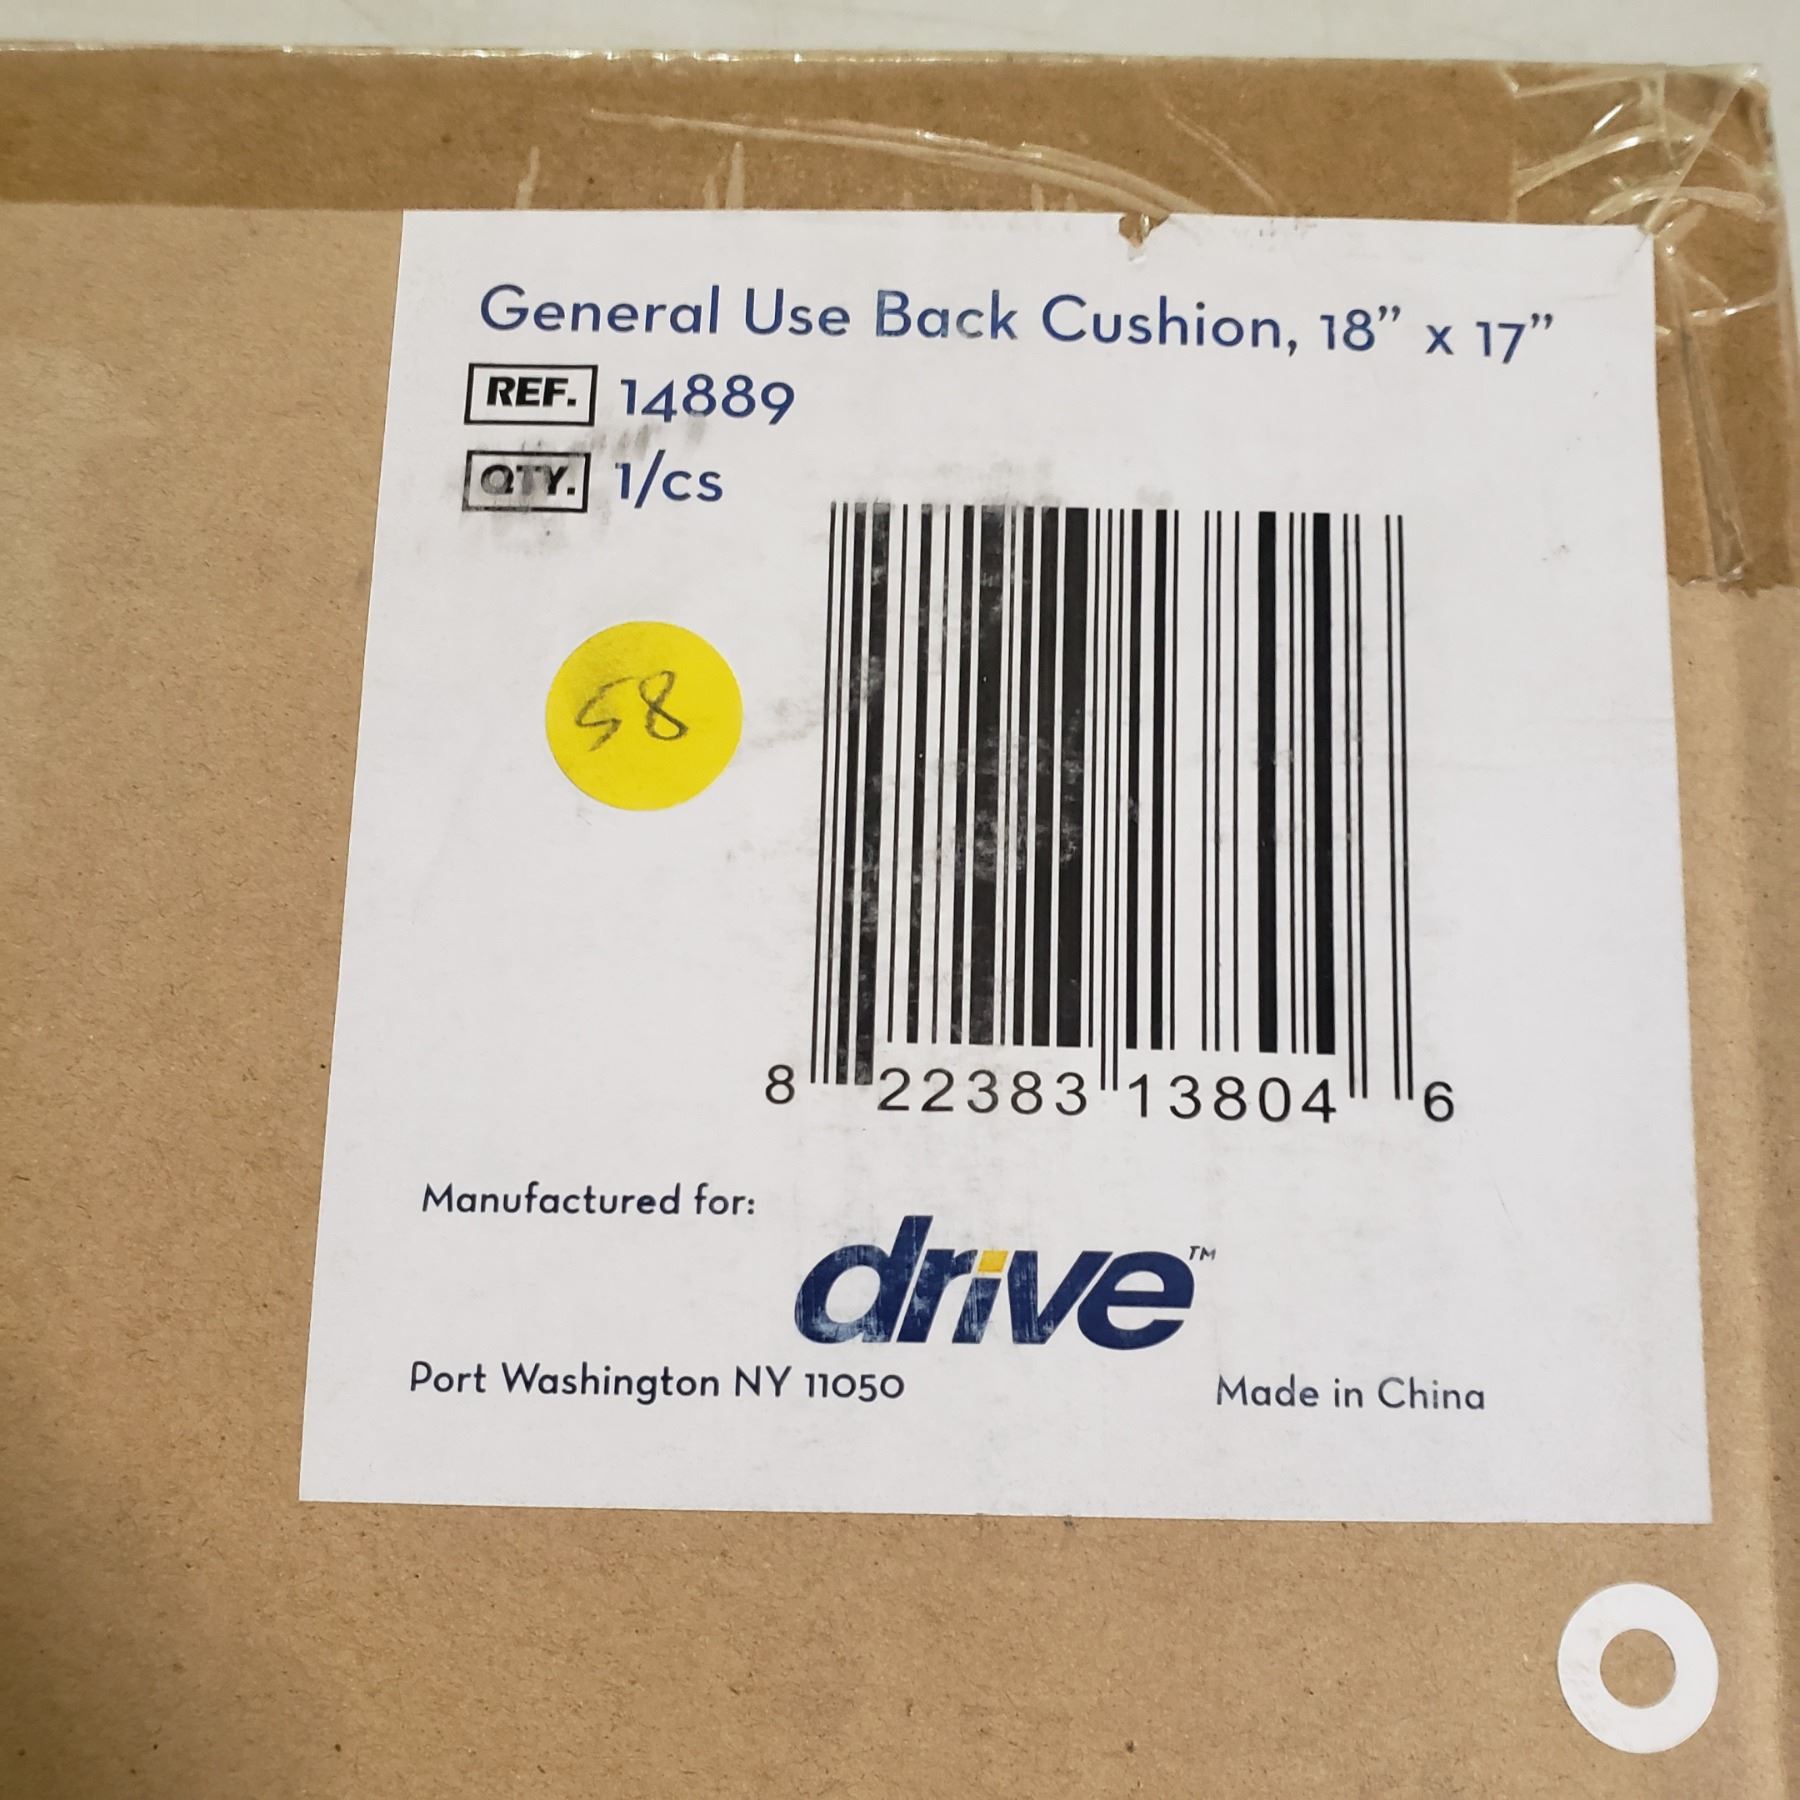 General Use Back Cushion, 18” x 17”
REF. 14889
QTY. 1/cs
58
8 22383 13804 6
Manufactured for:
drive™
Port Washington NY 11050
Made in China